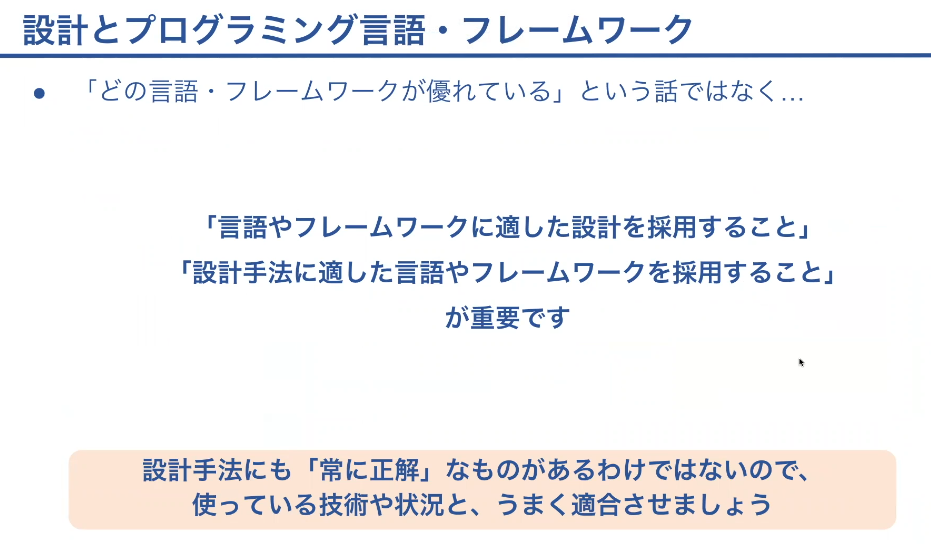 設計とプログラミング言語・フレームワーク
● 「どの言語・フレームワークが優れている」という話ではなく…
「言語やフレームワークに適した設計を採用すること」
「設計手法に適した言語やフレームワークを採用すること」
が重要です
設計手法にも「常に正解」なものがあるわけではないので、
使っている技術や状況と、うまく適合させましょう